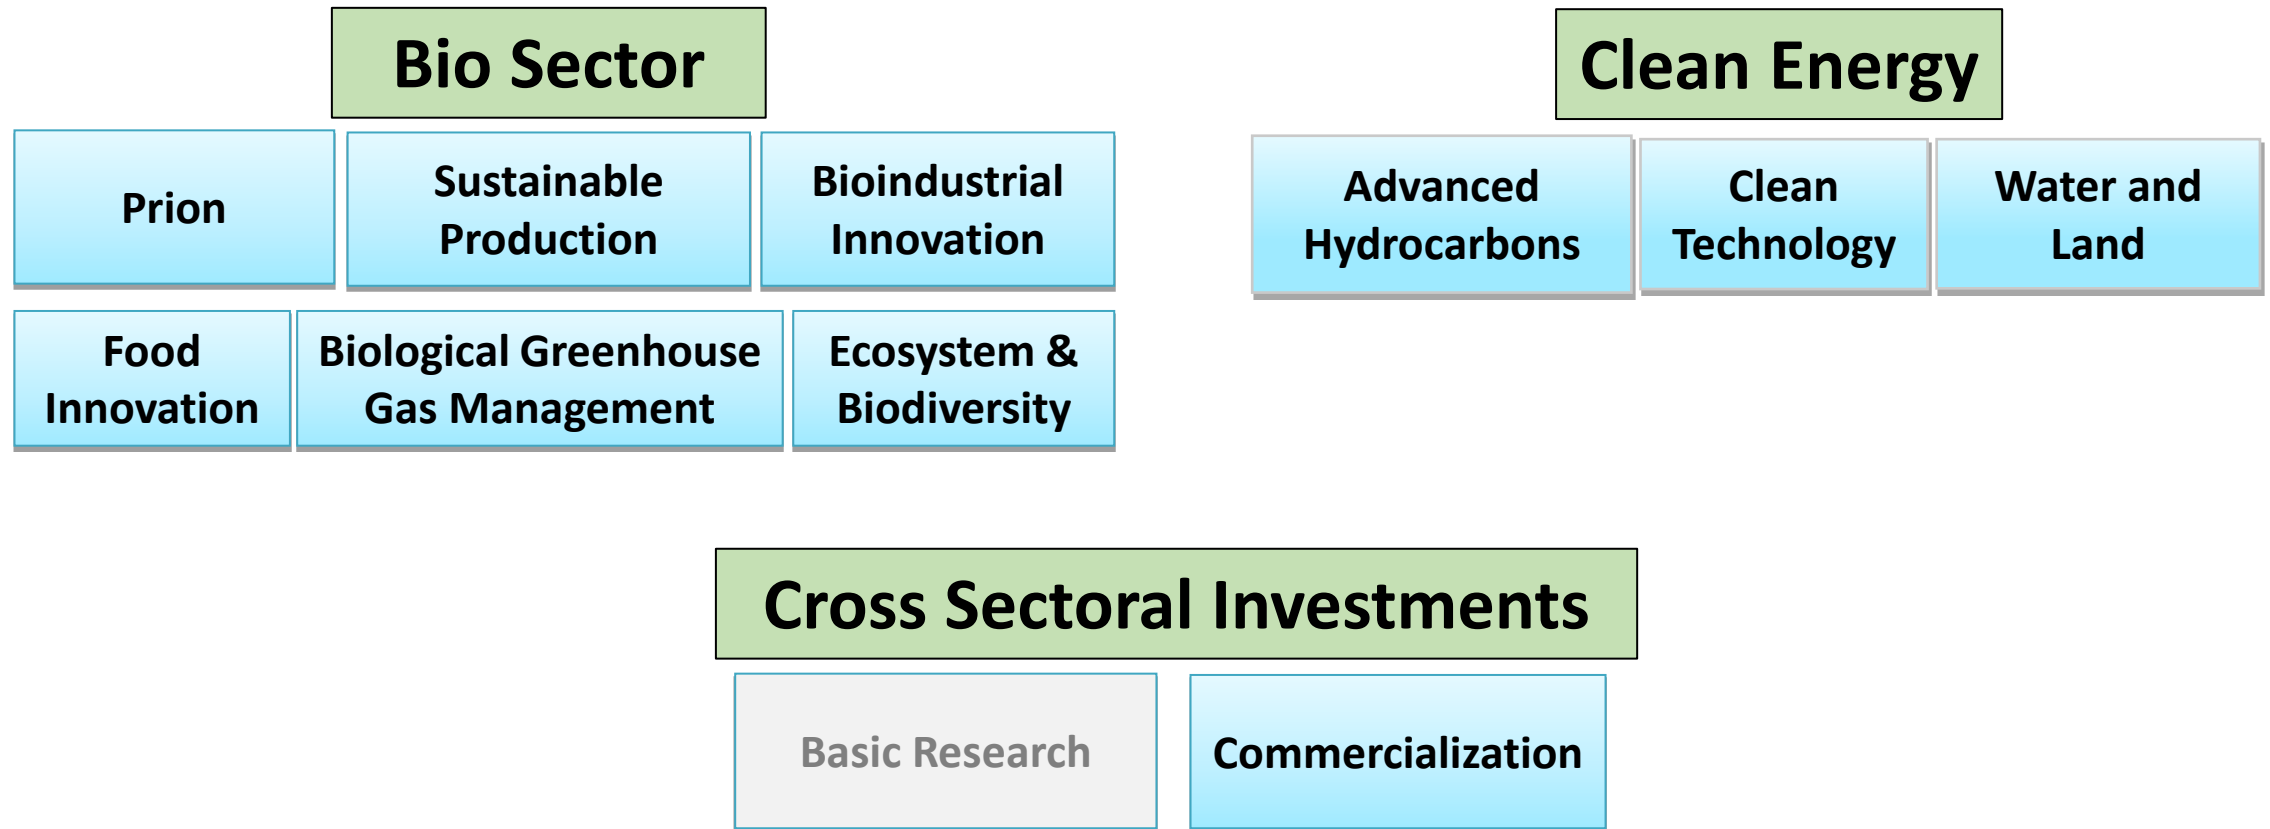 Bio Sector
Prion
Sustainable
Production
Bioindustrial
Innovation
Food
Innovation
Biological Greenhouse
Gas Management
Ecosystem &
Biodiversity
Clean Energy
Advanced
Hydrocarbons
Clean
Technology
Water and
Land
Cross Sectoral Investments
Basic Research
Commercialization